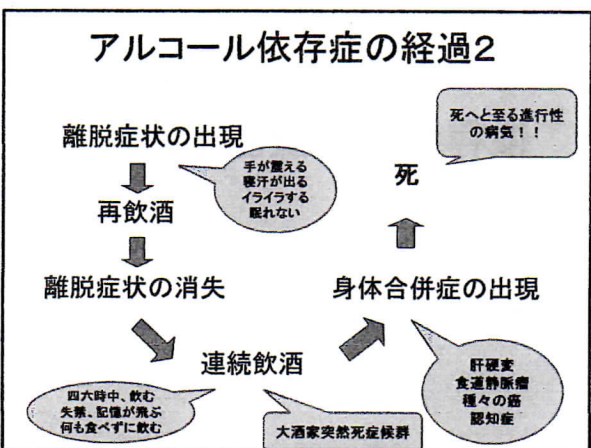 アルコール依存症の経過2
離脱症状の出現
手が震える
寝汗が出る
イライラする
眠れない
再飲酒
離脱症状の消失
連続飲酒
四六時中、飲む
失禁、記憶が飛ぶ
何も食べずに飲む
大酒家突然死症候群
身体合併症の出現
肝硬変
食道静脈瘤
種々の癌
認知症
死
死へと至る進行性
の病気！！